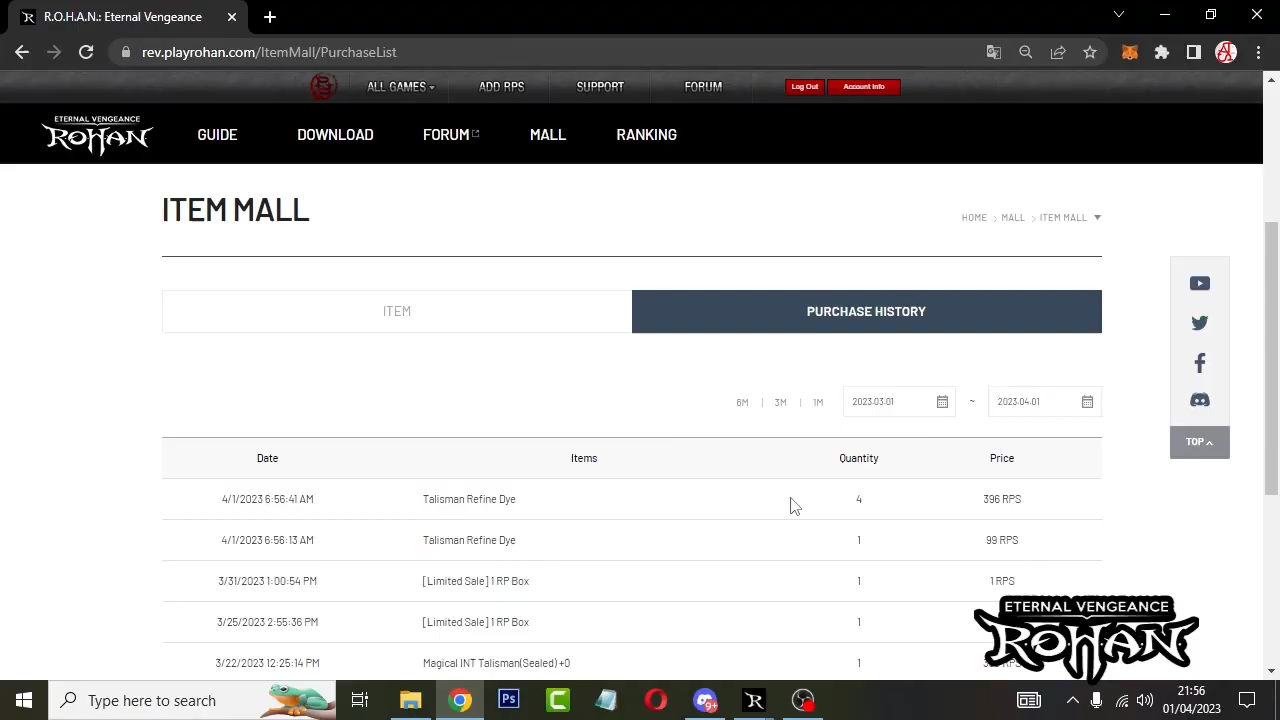 R.O.H.A.N.: Eternal Vengeance
rev.playrohan.com/ItemMall/PurchaseList
ALL GAMES ADD RPS SUPPORT FORUM Log Out Account Info
ETERNAL VENGEANCE
ROHAN
GUIDE DOWNLOAD FORUM MALL RANKING
ITEM MALL
HOME > MALL > ITEM MALL
ITEM PURCHASE HISTORY
6M | 3M | 1M 2023.03.01 ~ 2023.04.01
TOP
Date Items Quantity Price
4/1/2023 6:56:41 AM Talisman Refine Dye 4 396 RPS
4/1/2023 6:56:13 AM Talisman Refine Dye 1 99 RPS
3/31/2023 1:00:54 PM [Limited Sale] 1 RP Box 1 1 RPS
3/25/2023 2:55:36 PM [Limited Sale] 1 RP Box 1
3/22/2023 12:25:14 PM Magical INT Talisman(Sealed) +0 1
ETERNAL VENGEANCE
ROHAN
Type here to search
Ps
9+
21:56
01/04/2023